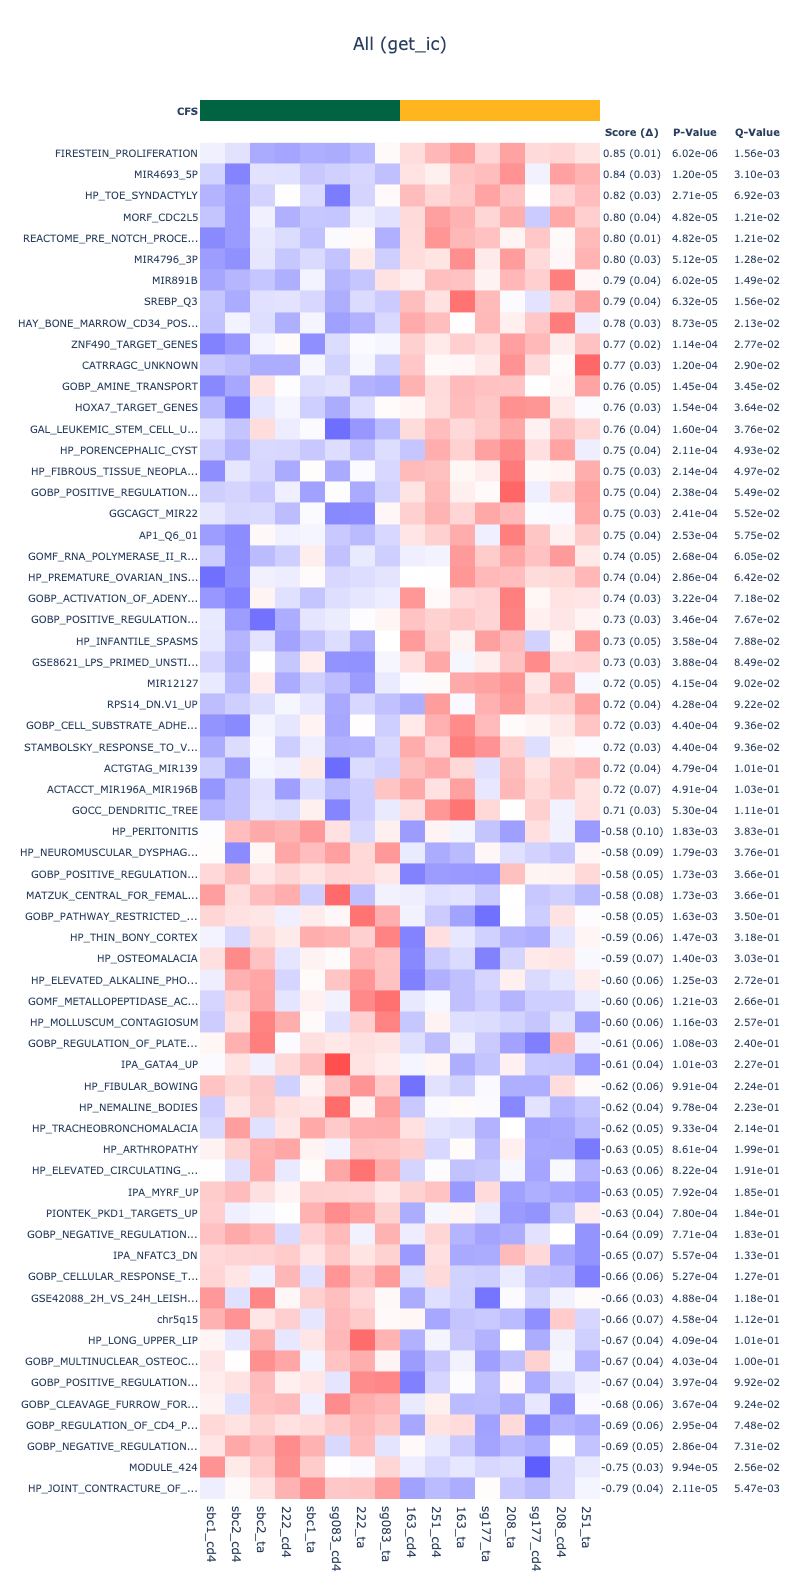 All (get_ic)
CFS
Score (Δ) P-Value Q-Value
FIRESTEIN_PROLIFERATION 0.85 (0.01) 6.02e-06 1.56e-03
MIR4693_5P 0.84 (0.03) 1.20e-05 3.10e-03
HP_TOE_SYNDACTYLY 0.82 (0.03) 2.71e-05 6.92e-03
MORF_CDC2L5 0.80 (0.04) 4.82e-05 1.21e-02
REACTOME_PRE_NOTCH_PROCE... 0.80 (0.01) 4.82e-05 1.21e-02
MIR4796_3P 0.80 (0.03) 5.12e-05 1.28e-02
MIR891B 0.79 (0.04) 6.02e-05 1.49e-02
SREBP_Q3 0.79 (0.04) 6.32e-05 1.56e-02
HAY_BONE_MARROW_CD34_POS... 0.78 (0.03) 8.73e-05 2.13e-02
ZNF490_TARGET_GENES 0.77 (0.02) 1.14e-04 2.77e-02
CATRRAGC_UNKNOWN 0.77 (0.03) 1.20e-04 2.90e-02
GOBP_AMINE_TRANSPORT 0.76 (0.05) 1.45e-04 3.45e-02
HOXA7_TARGET_GENES 0.76 (0.03) 1.54e-04 3.64e-02
GAL_LEUKEMIC_STEM_CELL_U... 0.76 (0.04) 1.60e-04 3.76e-02
HP_PORENCEPHALIC_CYST 0.75 (0.04) 2.11e-04 4.93e-02
HP_FIBROUS_TISSUE_NEOPLA... 0.75 (0.03) 2.14e-04 4.97e-02
GOBP_POSITIVE_REGULATION... 0.75 (0.04) 2.38e-04 5.49e-02
GGCAGCT_MIR22 0.75 (0.03) 2.41e-04 5.52e-02
AP1_Q6_01 0.75 (0.04) 2.53e-04 5.75e-02
GOMF_RNA_POLYMERASE_II_R... 0.74 (0.05) 2.68e-04 6.05e-02
HP_PREMATURE_OVARIAN_INS... 0.74 (0.04) 2.86e-04 6.42e-02
GOBP_ACTIVATION_OF_ADENY... 0.74 (0.03) 3.22e-04 7.18e-02
GOBP_POSITIVE_REGULATION... 0.73 (0.03) 3.46e-04 7.67e-02
HP_INFANTILE_SPASMS 0.73 (0.05) 3.58e-04 7.88e-02
GSE8621_LPS_PRIMED_UNSTI... 0.73 (0.03) 3.88e-04 8.49e-02
MIR12127 0.72 (0.05) 4.15e-04 9.02e-02
RPS14_DN.V1_UP 0.72 (0.04) 4.28e-04 9.22e-02
GOBP_CELL_SUBSTRATE_ADHE... 0.72 (0.03) 4.40e-04 9.36e-02
STAMBOLSKY_RESPONSE_TO_V... 0.72 (0.03) 4.40e-04 9.36e-02
ACTGTAG_MIR139 0.72 (0.04) 4.79e-04 1.01e-01
ACTACCT_MIR196A_MIR196B 0.72 (0.07) 4.91e-04 1.03e-01
GOCC_DENDRITIC_TREE 0.71 (0.03) 5.30e-04 1.11e-01
HP_PERITONITIS -0.58 (0.10) 1.83e-03 3.83e-01
HP_NEUROMUSCULAR_DYSPHAG... -0.58 (0.09) 1.79e-03 3.76e-01
GOBP_POSITIVE_REGULATION... -0.58 (0.05) 1.73e-03 3.66e-01
MATZUK_CENTRAL_FOR_FEMAL... -0.58 (0.08) 1.73e-03 3.66e-01
GOBP_PATHWAY_RESTRICTED_... -0.58 (0.05) 1.63e-03 3.50e-01
HP_THIN_BONY_CORTEX -0.59 (0.06) 1.47e-03 3.18e-01
HP_OSTEOMALACIA -0.59 (0.07) 1.40e-03 3.03e-01
HP_ELEVATED_ALKALINE_PHO... -0.60 (0.06) 1.25e-03 2.72e-01
GOMF_METALLOPEPTIDASE_AC... -0.60 (0.06) 1.21e-03 2.66e-01
HP_MOLLUSCUM_CONTAGIOSUM -0.60 (0.06) 1.16e-03 2.57e-01
GOBP_REGULATION_OF_PLATE... -0.61 (0.06) 1.08e-03 2.40e-01
IPA_GATA4_UP -0.61 (0.04) 1.01e-03 2.27e-01
HP_FIBULAR_BOWING -0.62 (0.06) 9.91e-04 2.24e-01
HP_NEMALINE_BODIES -0.62 (0.04) 9.78e-04 2.23e-01
HP_TRACHEOBRONCHOMALACIA -0.62 (0.05) 9.33e-04 2.14e-01
HP_ARTHROPATHY -0.63 (0.05) 8.61e-04 1.99e-01
HP_ELEVATED_CIRCULATING_... -0.63 (0.06) 8.22e-04 1.91e-01
IPA_MYRF_UP -0.63 (0.05) 7.92e-04 1.85e-01
PIONTEK_PKD1_TARGETS_UP -0.63 (0.04) 7.80e-04 1.84e-01
GOBP_NEGATIVE_REGULATION... -0.64 (0.09) 7.71e-04 1.83e-01
IPA_NFATC3_DN -0.65 (0.07) 5.57e-04 1.33e-01
GOBP_CELLULAR_RESPONSE_T... -0.66 (0.06) 5.27e-04 1.27e-01
GSE42088_2H_VS_24H_LEISH... -0.66 (0.03) 4.88e-04 1.18e-01
chr5q15 -0.66 (0.07) 4.58e-04 1.12e-01
HP_LONG_UPPER_LIP -0.67 (0.04) 4.09e-04 1.01e-01
GOBP_MULTINUCLEAR_OSTEOC... -0.67 (0.04) 4.03e-04 1.00e-01
GOBP_POSITIVE_REGULATION... -0.67 (0.04) 3.97e-04 9.92e-02
GOBP_CLEAVAGE_FURROW_FOR... -0.68 (0.06) 3.67e-04 9.24e-02
GOBP_REGULATION_OF_CD4_P... -0.69 (0.06) 2.95e-04 7.48e-02
GOBP_NEGATIVE_REGULATION... -0.69 (0.05) 2.86e-04 7.31e-02
MODULE_424 -0.75 (0.03) 9.94e-05 2.56e-02
HP_JOINT_CONTRACTURE_OF_... -0.79 (0.04) 2.11e-05 5.47e-03
sbc1_cd4 sbc2_cd4 sbc2_ta 222_cd4 sbc1_ta sg083_cd4 222_ta sg083_ta 163_cd4 251_cd4 163_ta sg177_ta 208_ta sg177_cd4 208_cd4 251_ta